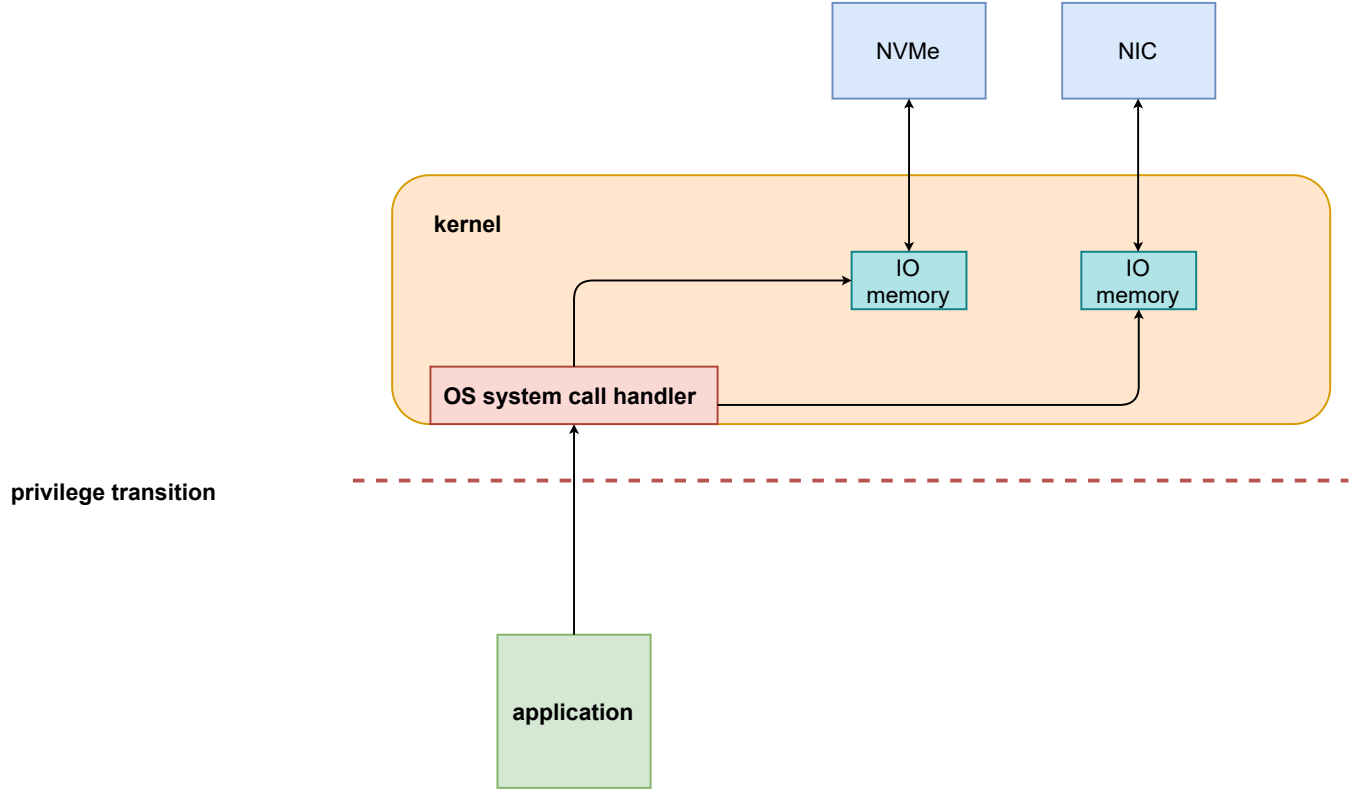 NVMe
NIC
kernel
IO
memory
IO
memory
OS system call handler
privilege transition
application